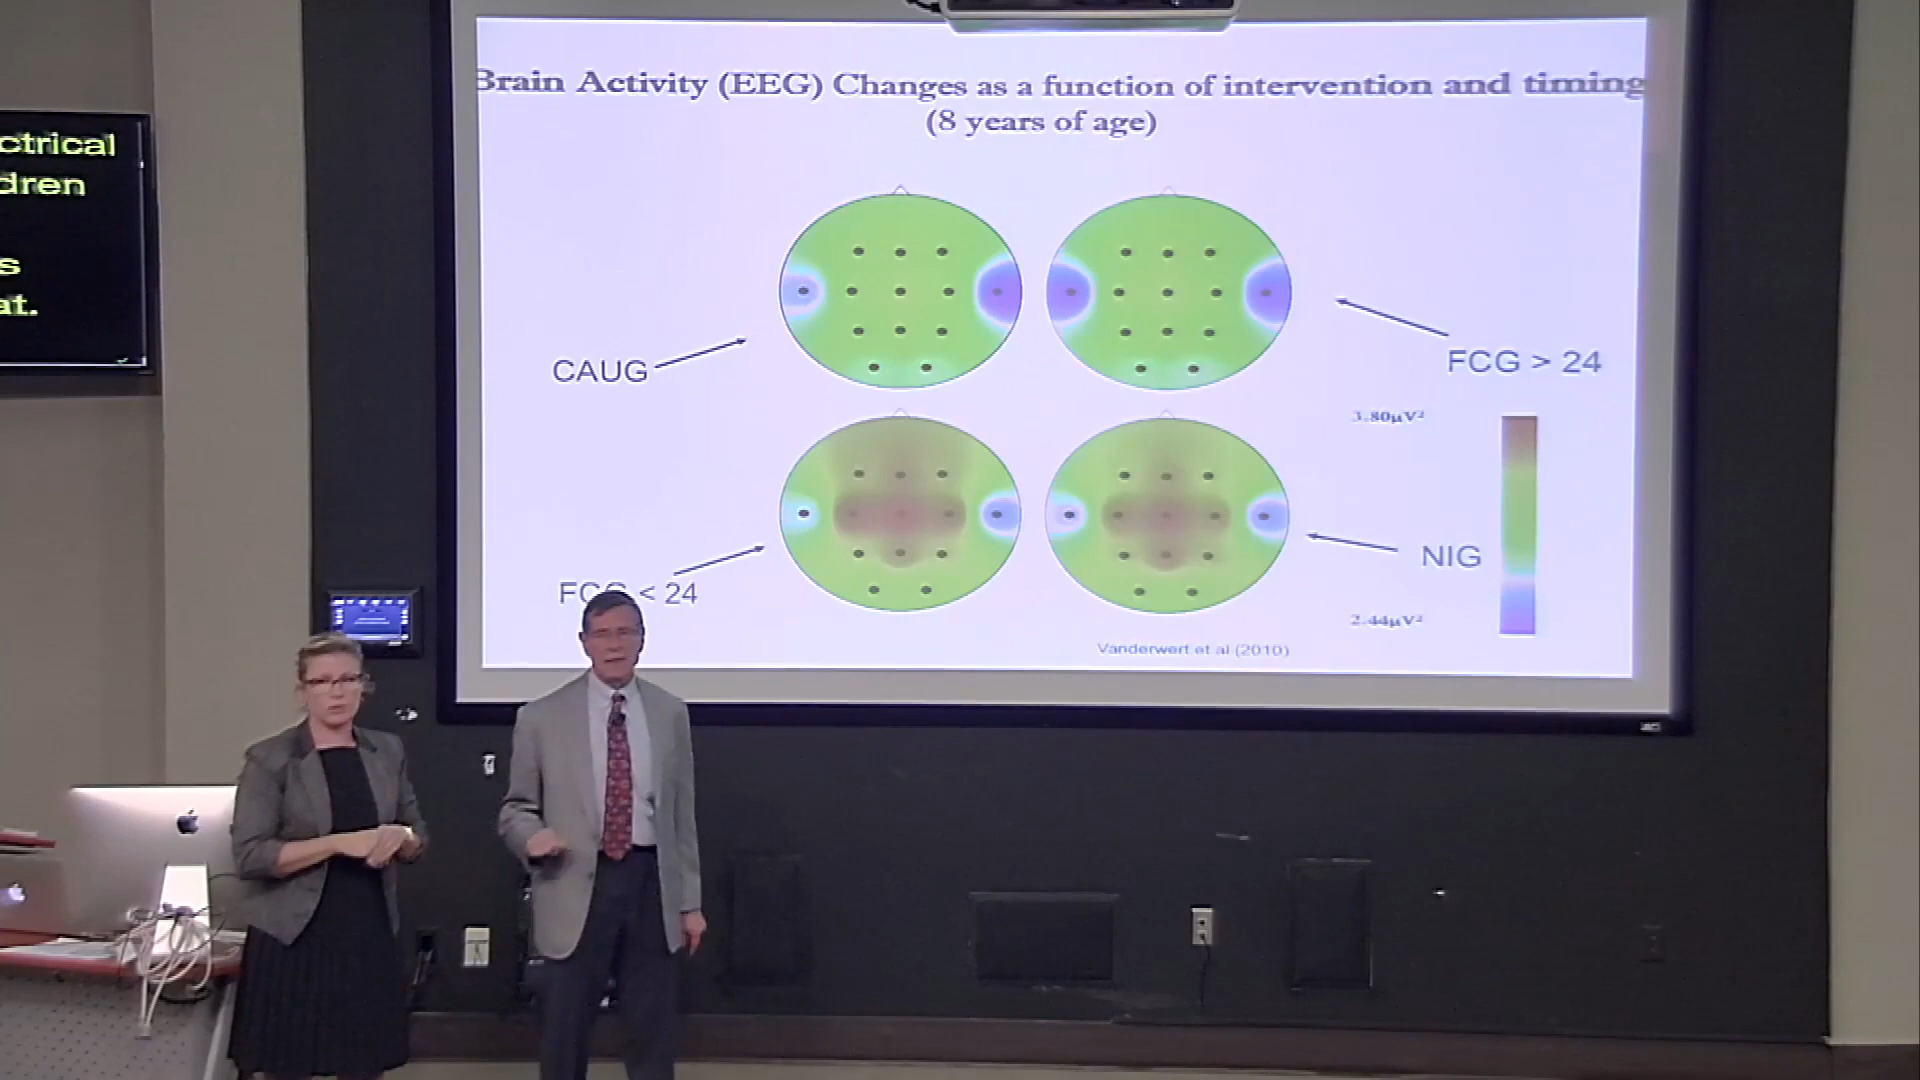 ctrical
dren
s
at.
Brain Activity (EEG) Changes as a function of intervention and timing
(8 years of age)
CAUG
FCG > 24
3.80µV²
FCG < 24
NIG
2.44µV²
Vanderwert et al (2010)